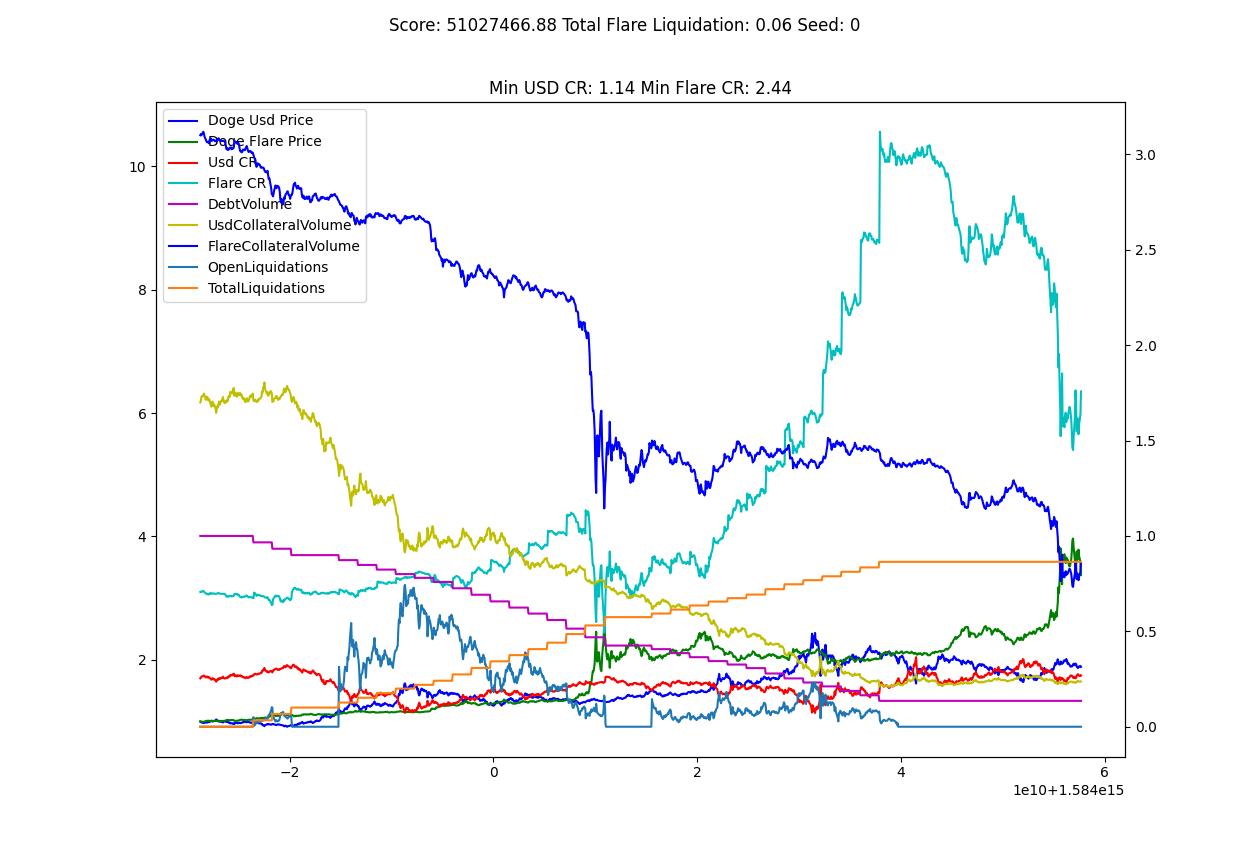 Score: 51027466.88 Total Flare Liquidation: 0.06 Seed: 0
Min USD CR: 1.14 Min Flare CR: 2.44
Doge Usd Price
Doge Flare Price
Usd CR
Flare CR
DebtVolume
UsdCollateralVolume
FlareCollateralVolume
OpenLiquidations
TotalLiquidations
10
8
6
4
2
3.0
2.5
2.0
1.5
1.0
0.5
0.0
−2
0
2
4
6
1e10+1.584e15